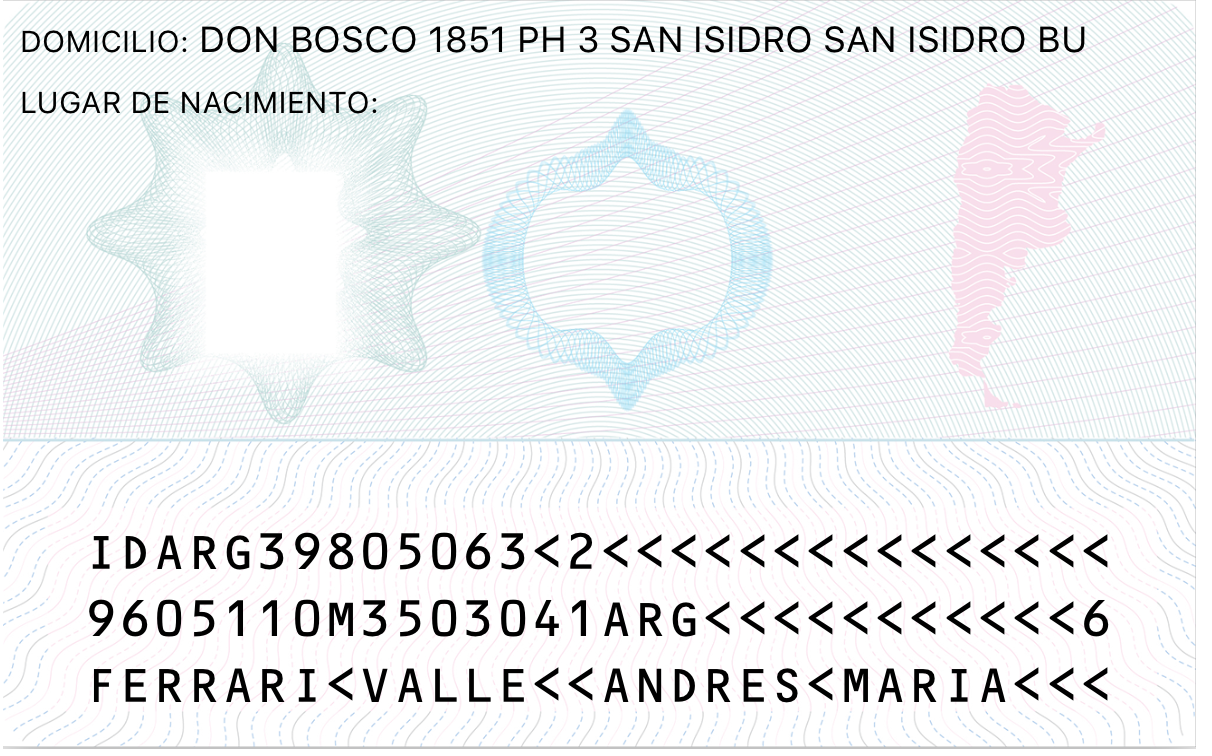 DOMICILIO: DON BOSCO 1851 PH 3 SAN ISIDRO SAN ISIDRO BU
LUGAR DE NACIMIENTO:
IDARG39805063<2<<<<<<<<<<<<<<<
9605110M3503041ARG<<<<<<<<<<<6
FERRARI<VALLE<<ANDRES<MARIA<<<